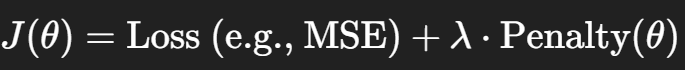 J(θ) = Loss (e.g., MSE) + λ · Penalty(θ)